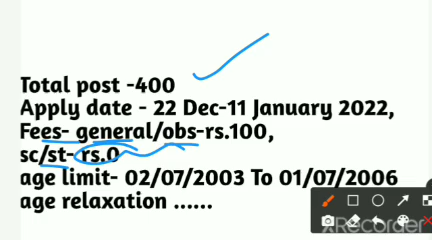 Total post -400
Apply date - 22 Dec-11 January 2022,
Fees- general/obs-rs.100,
sc/st- rs.0
age limit- 02/07/2003 To 01/07/2006
age relaxation ......
XRecorder